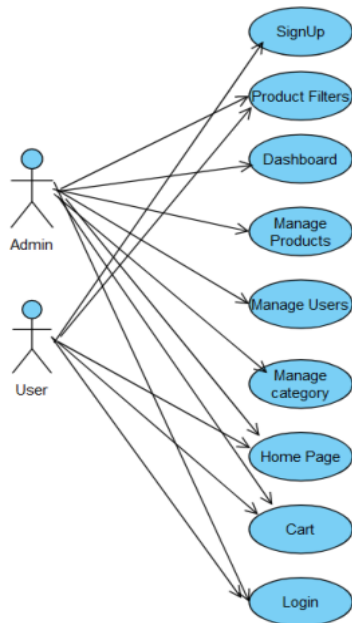 SignUp
Product Filters
Dashboard
Admin
Manage
Products
Manage Users
User
Manage
category
Home Page
Cart
Login